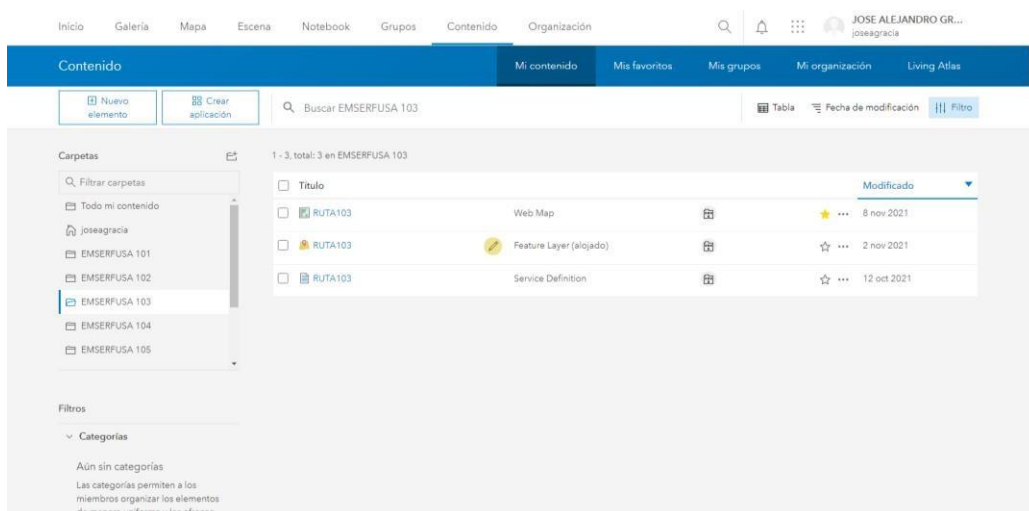 Inicio Galería Mapa Escena Notebook Grupos Contenido Organización JOSE ALEJANDRO GR...
joseagracia
Contenido Mi contenido Mis favoritos Mis grupos Mi organización Living Atlas
Nuevo elemento
Crear aplicación
Buscar EMSERFUSA 103
Tabla Fecha de modificación Filtro
Carpetas
1 - 3, total: 3 en EMSERFUSA 103
Filtrar carpetas
Título Modificado
Todo mi contenido
RUTA103 Web Map 8 nov 2021
joseagracia
RUTA103 Feature Layer (alojado) 2 nov 2021
EMSERFUSA 101
EMSERFUSA 102
RUTA103 Service Definition 12 oct 2021
EMSERFUSA 103
EMSERFUSA 104
EMSERFUSA 105
Filtros
Categorías
Aún sin categorías
Las categorías permiten a los
miembros organizar los elementos